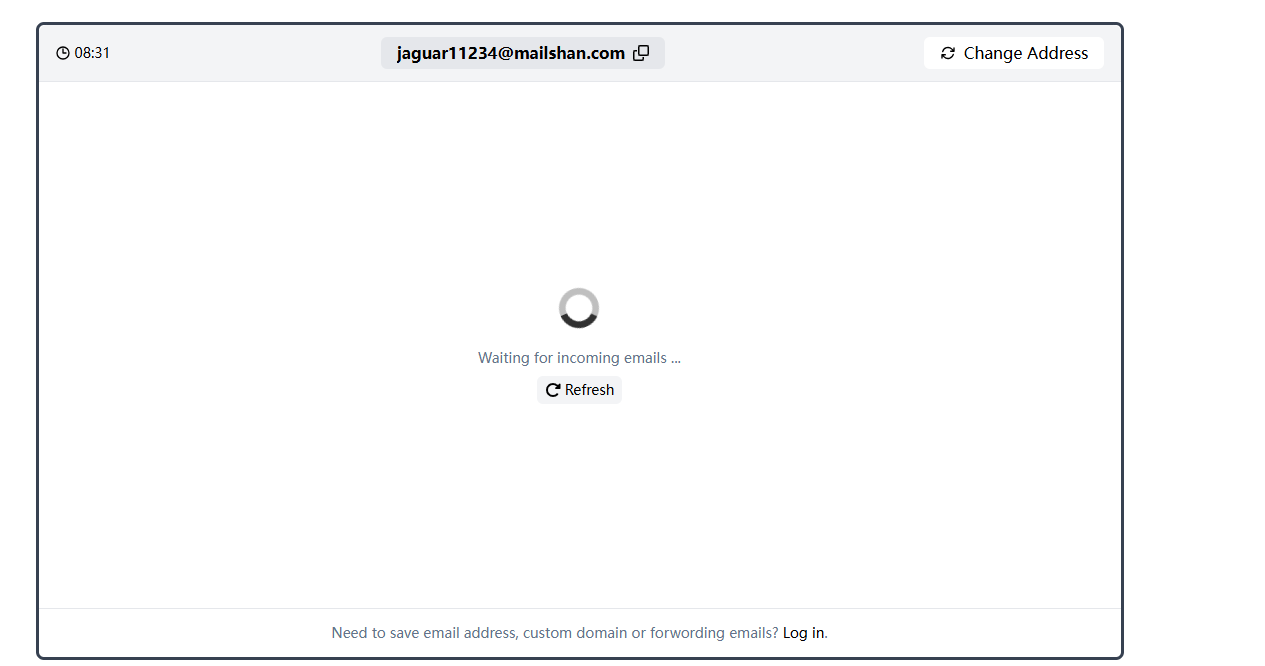 08:31
jaguar11234@mailshan.com
Change Address
Waiting for incoming emails ...
Refresh
Need to save email address, custom domain or forwording emails? Log in.